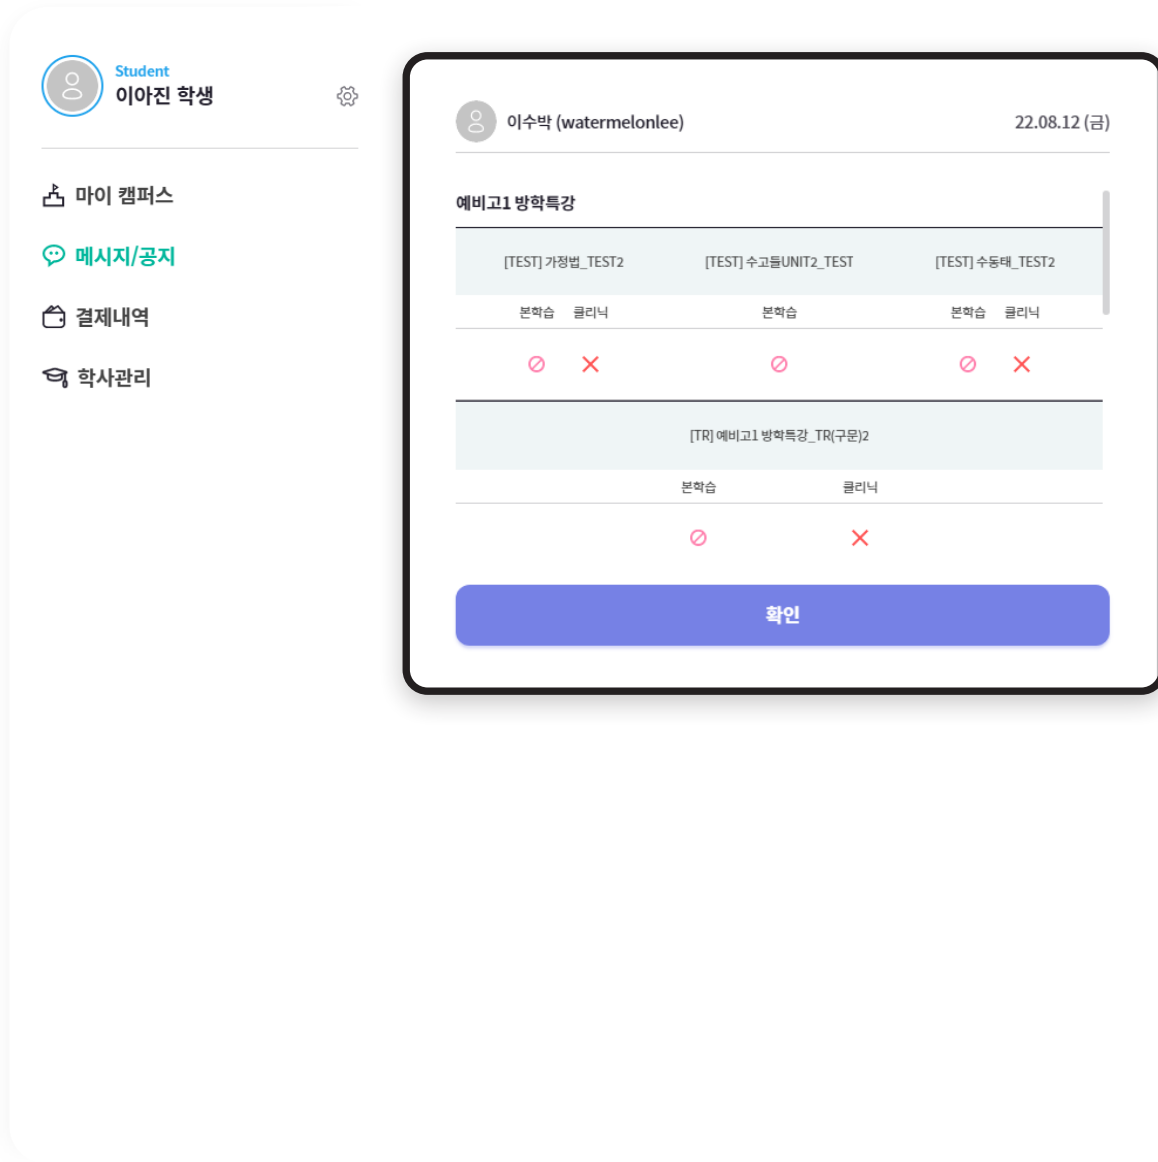 Student
이아진 학생
마이 캠퍼스
메시지/공지
결제내역
학사관리
이수박 (watermelonlee)
22.08.12 (금)
예비고1 방학특강
[TEST] 가정법_TEST2
[TEST] 수고들UNIT2_TEST
[TEST] 수동태_TEST2
본학습 클리닉
본학습
본학습 클리닉
[TR] 예비고1 방학특강_TR(구문)2
본학습
클리닉
확인